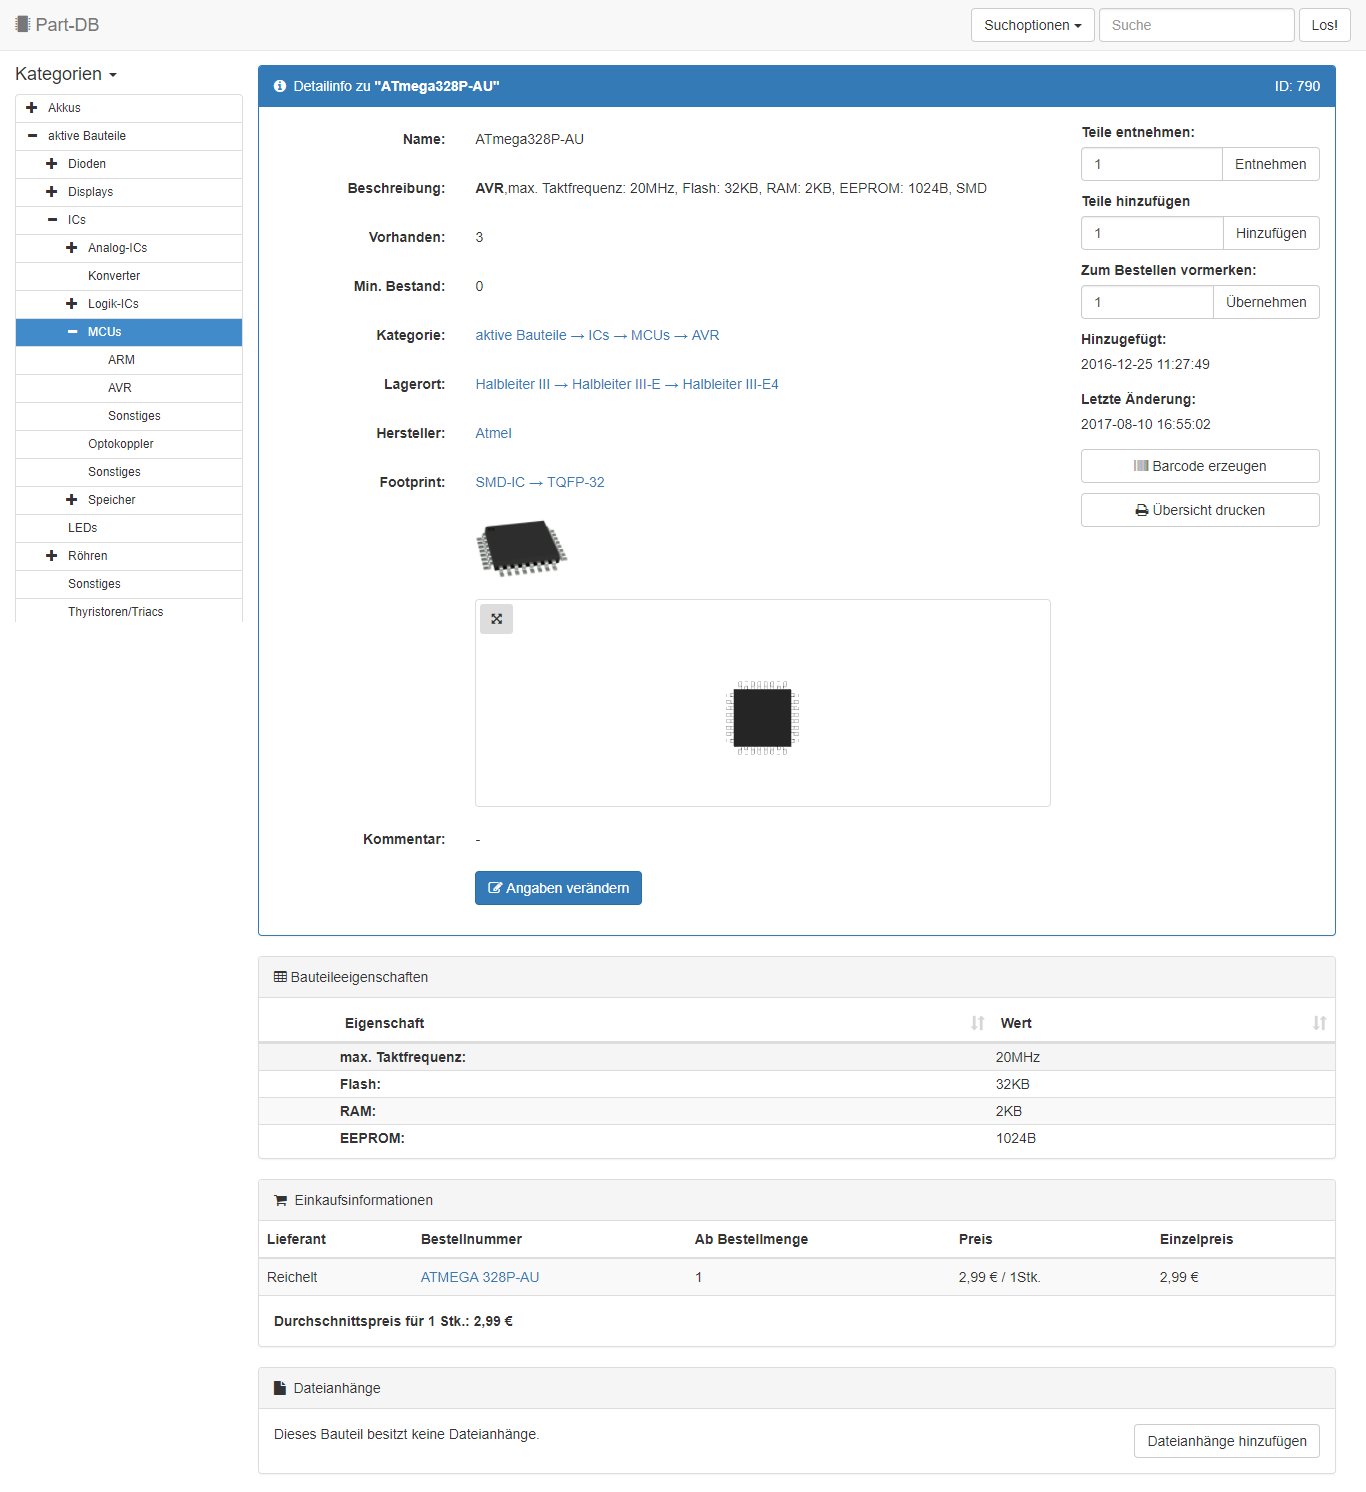 Part-DB
Suchoptionen
Suche
Los!
Kategorien
Akkus
aktive Bauteile
Dioden
Displays
ICs
Analog-ICs
Konverter
Logik-ICs
MCUs
ARM
AVR
Sonstiges
Optokoppler
Sonstiges
Speicher
LEDs
Röhren
Sonstiges
Thyristoren/Triacs
Detailinfo zu "ATmega328P-AU"
ID: 790
Name: ATmega328P-AU
Beschreibung: AVR,max. Taktfrequenz: 20MHz, Flash: 32KB, RAM: 2KB, EEPROM: 1024B, SMD
Vorhanden: 3
Min. Bestand: 0
Kategorie: aktive Bauteile → ICs → MCUs → AVR
Lagerort: Halbleiter III → Halbleiter III-E → Halbleiter III-E4
Hersteller: Atmel
Footprint: SMD-IC → TQFP-32
Kommentar: -
Angaben verändern
Teile entnehmen:
1 Entnehmen
Teile hinzufügen
1 Hinzufügen
Zum Bestellen vormerken:
1 Übernehmen
Hinzugefügt:
2016-12-25 11:27:49
Letzte Änderung:
2017-08-10 16:55:02
Barcode erzeugen
Übersicht drucken
Bauteileeigenschaften
Eigenschaft Wert
max. Taktfrequenz: 20MHz
Flash: 32KB
RAM: 2KB
EEPROM: 1024B
Einkaufsinformationen
Lieferant Bestellnummer Ab Bestellmenge Preis Einzelpreis
Reichelt ATMEGA 328P-AU 1 2,99 € / 1Stk. 2,99 €
Durchschnittspreis für 1 Stk.: 2,99 €
Dateianhänge
Dieses Bauteil besitzt keine Dateianhänge.
Dateianhänge hinzufügen